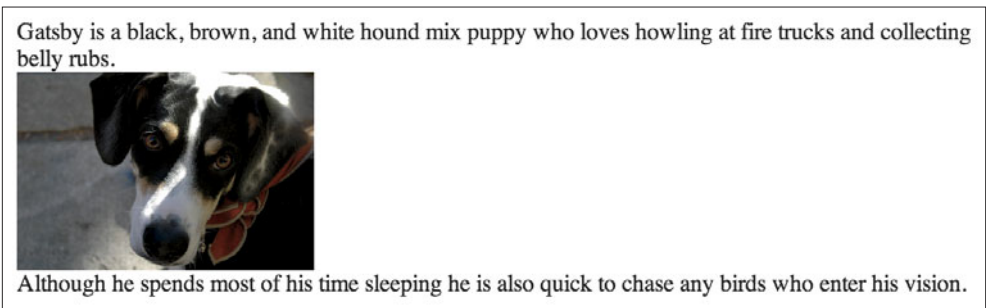 Gatsby is a black, brown, and white hound mix puppy who loves howling at fire trucks and collecting
belly rubs.
Although he spends most of his time sleeping he is also quick to chase any birds who enter his vision.